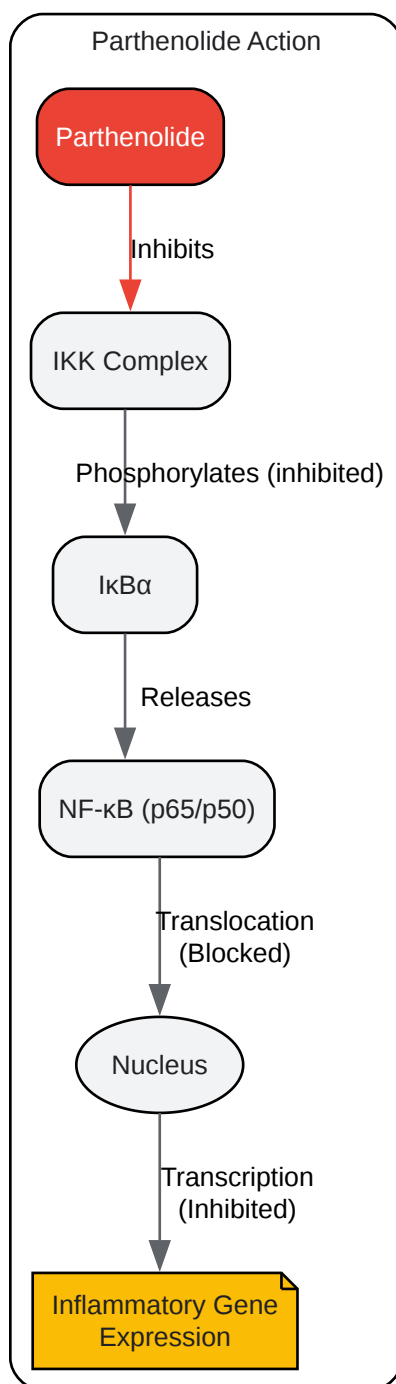 Parthenolide Action
Parthenolide
Inhibits
IKK Complex
Phosphorylates (inhibited)
IκBα
Releases
NF-κB (p65/p50)
Translocation
(Blocked)
Nucleus
Transcription
(Inhibited)
Inflammatory Gene
Expression